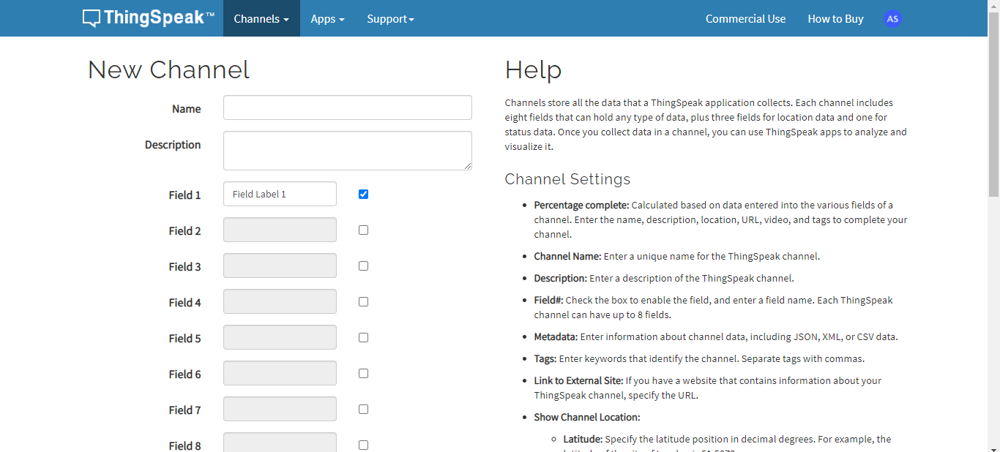 ThingSpeak™ Channels Apps Support Commercial Use How to Buy AS
New Channel
Name
Description
Field 1 Field Label 1
Field 2
Field 3
Field 4
Field 5
Field 6
Field 7
Field 8
Help
Channels store all the data that a ThingSpeak application collects. Each channel includes
eight fields that can hold any type of data, plus three fields for location data and one for
status data. Once you collect data in a channel, you can use ThingSpeak apps to analyze and
visualize it.
Channel Settings
• Percentage complete: Calculated based on data entered into the various fields of a
channel. Enter the name, description, location, URL, video, and tags to complete your
channel.
• Channel Name: Enter a unique name for the ThingSpeak channel.
• Description: Enter a description of the ThingSpeak channel.
• Field#: Check the box to enable the field, and enter a field name. Each ThingSpeak
channel can have up to 8 fields.
• Metadata: Enter information about channel data, including JSON, XML, or CSV data.
• Tags: Enter keywords that identify the channel. Separate tags with commas.
• Link to External Site: If you have a website that contains information about your
ThingSpeak channel, specify the URL.
• Show Channel Location:
◦ Latitude: Specify the latitude position in decimal degrees. For example, the